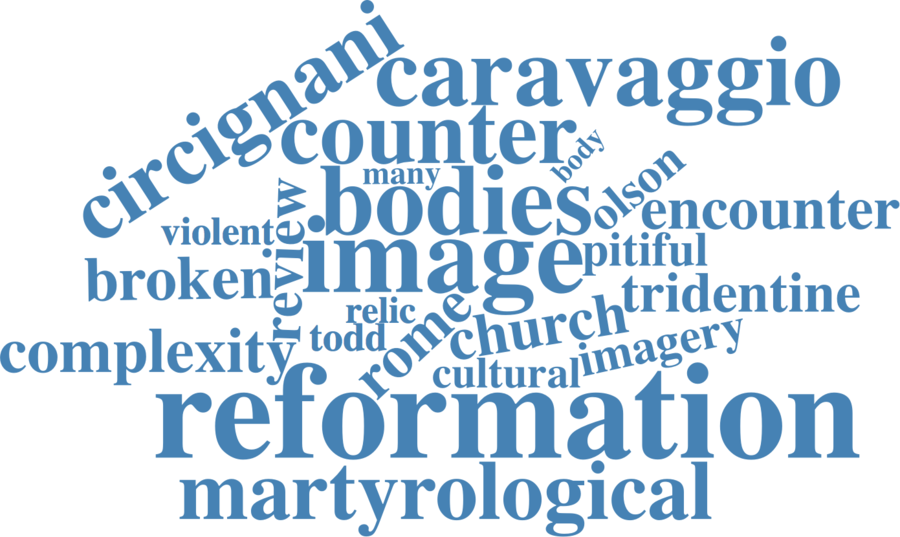 circignani
caravaggio
counter
body
many
bodies
olson
encounter
violent
review
image
pitiful
broken
relic
tridentine
todd
rome
church
imagery
complexity
cultural
reformation
martyrological